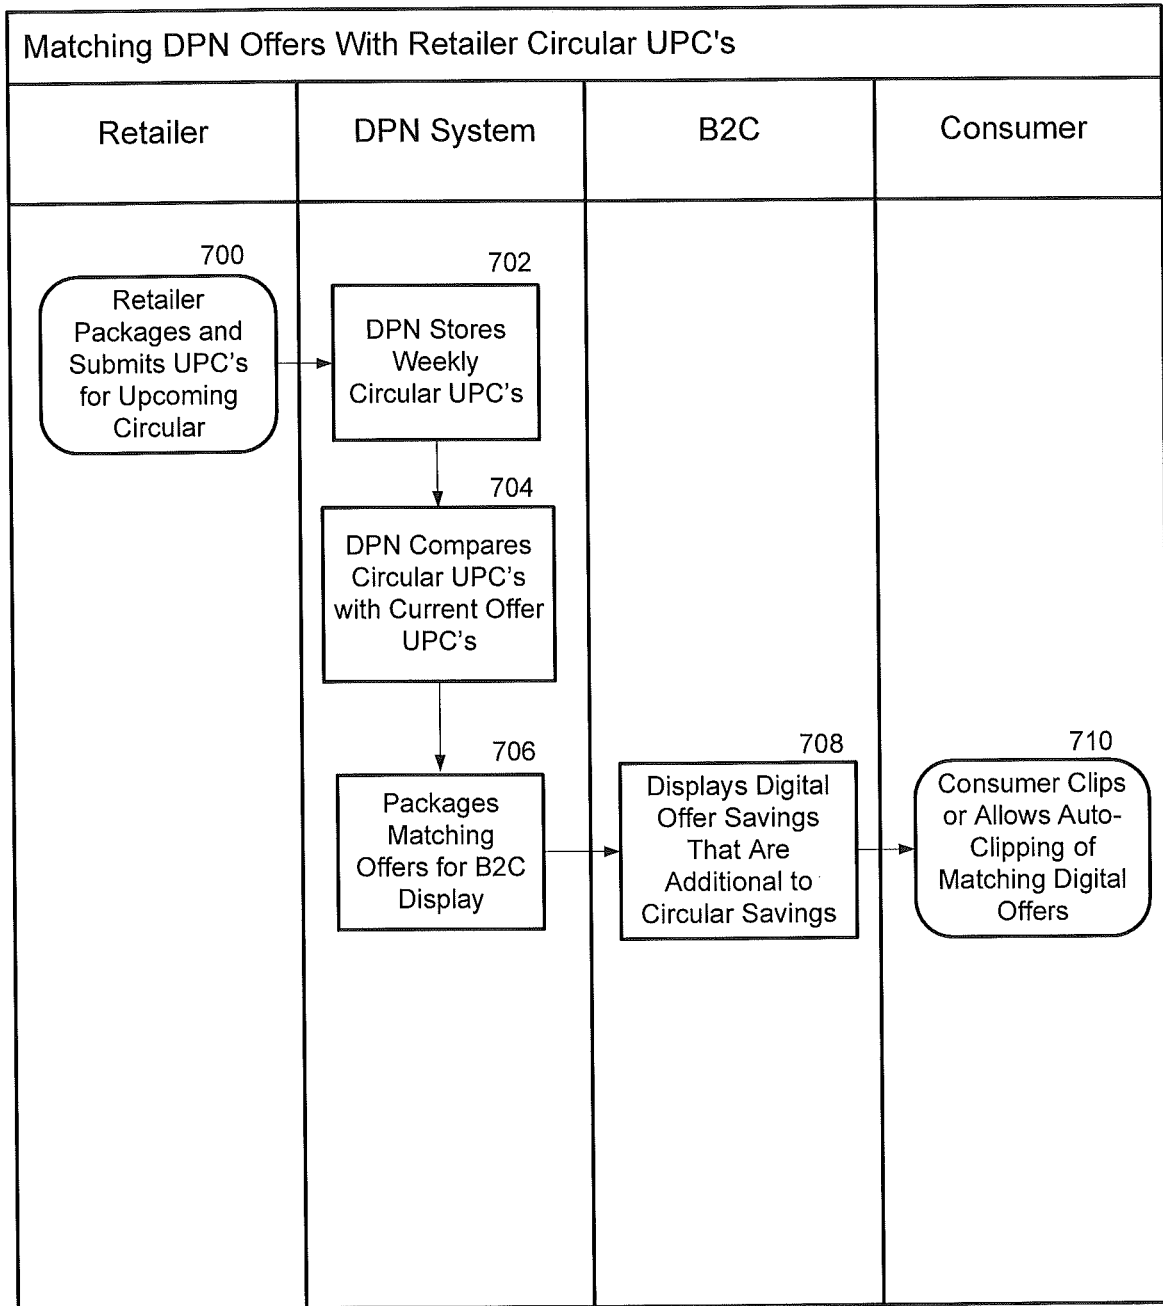 Matching DPN Offers With Retailer Circular UPC's
Retailer
DPN System
B2C
Consumer
700
Retailer
Packages and
Submits UPC's
for Upcoming
Circular
702
DPN Stores
Weekly
Circular UPC's
704
DPN Compares
Circular UPC's
with Current Offer
UPC's
706
Packages
Matching
Offers for B2C
Display
708
Displays Digital
Offer Savings
That Are
Additional to
Circular Savings
710
Consumer Clips
or Allows Auto-
Clipping of
Matching Digital
Offers